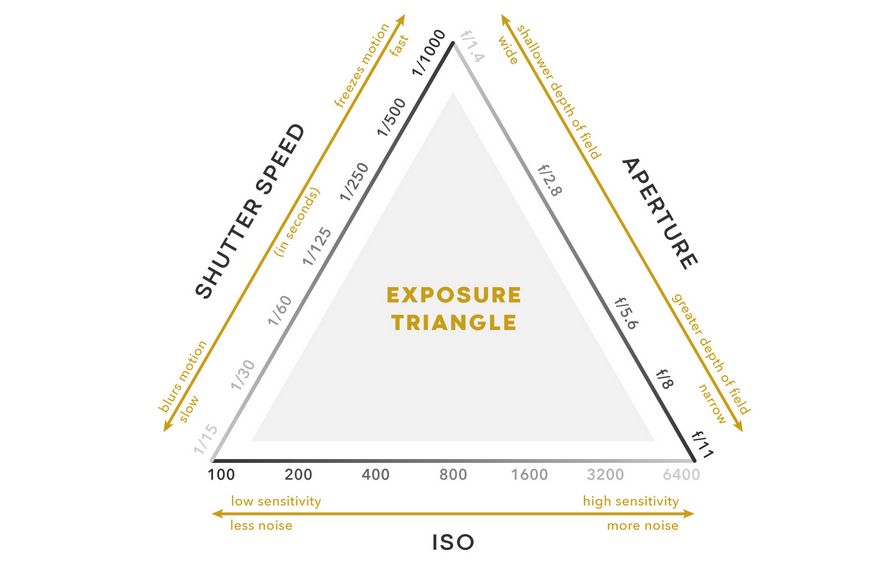 SHUTTER SPEED
freezes motion
fast
(in seconds)
blurs motion
slow
1/1000
1/500
1/250
1/125
1/60
1/30
1/15
f/1.4
f/2.8
f/5.6
f/8
f/11
shallower depth of field
wide
APERTURE
greater depth of field
narrow
EXPOSURE
TRIANGLE
100 200 400 800 1600 3200 6400
low sensitivity high sensitivity
less noise more noise
ISO